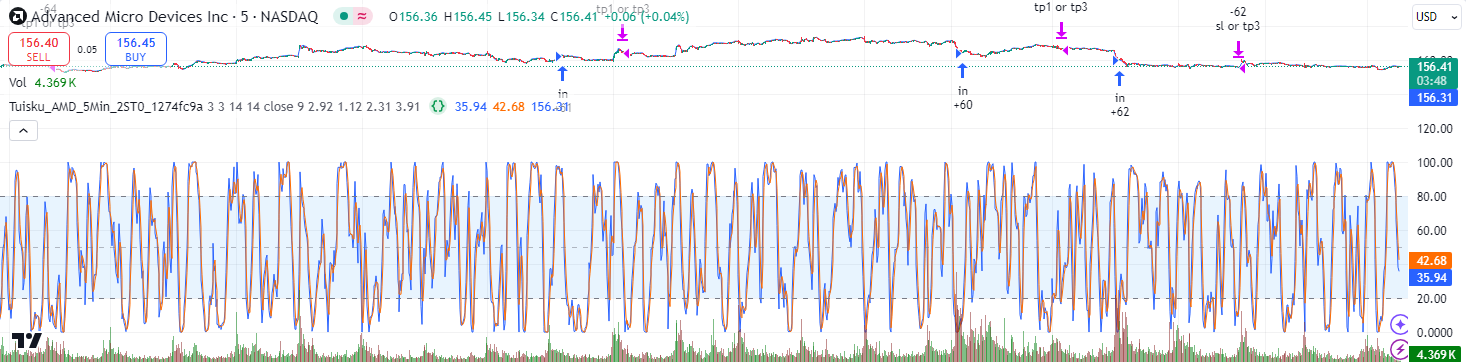 -64
Advanced Micro Devices Inc · 5 · NASDAQ
O156.36 H156.45 L156.34 C156.41 +0.06 (+0.04%)
tp1 or tp3
tp1 or tp3
tp1 or tp3
-62
sl or tp3
USD
156.40
SELL
0.05
156.45
BUY
156.41
03:48
156.31
Vol 4.369 K
in
in
+60
in
+62
Tuisku_AMD_5Min_2ST0_1274fc9a 3 3 14 14 close 9 2.92 1.12 2.31 3.91 {} 35.94 42.68 156.31
120.00
100.00
80.00
60.00
42.68
35.94
20.00
0.0000
4.369 K